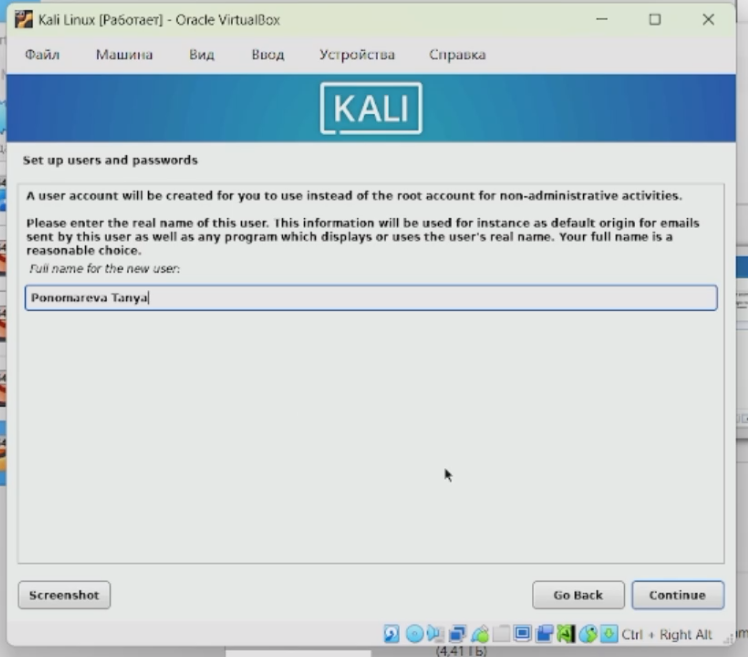 Kali Linux [Работает] - Oracle VirtualBox
Файл Машина Вид Ввод Устройства Справка
KALI
Set up users and passwords
A user account will be created for you to use instead of the root account for non-administrative activities.
Please enter the real name of this user. This information will be used for instance as default origin for emails
sent by this user as well as any program which displays or uses the user's real name. Your full name is a
reasonable choice.
Full name for the new user:
Ponomareva Tanya
Screenshot Go Back Continue
Ctrl + Right Alt
(4,41 ГБ)